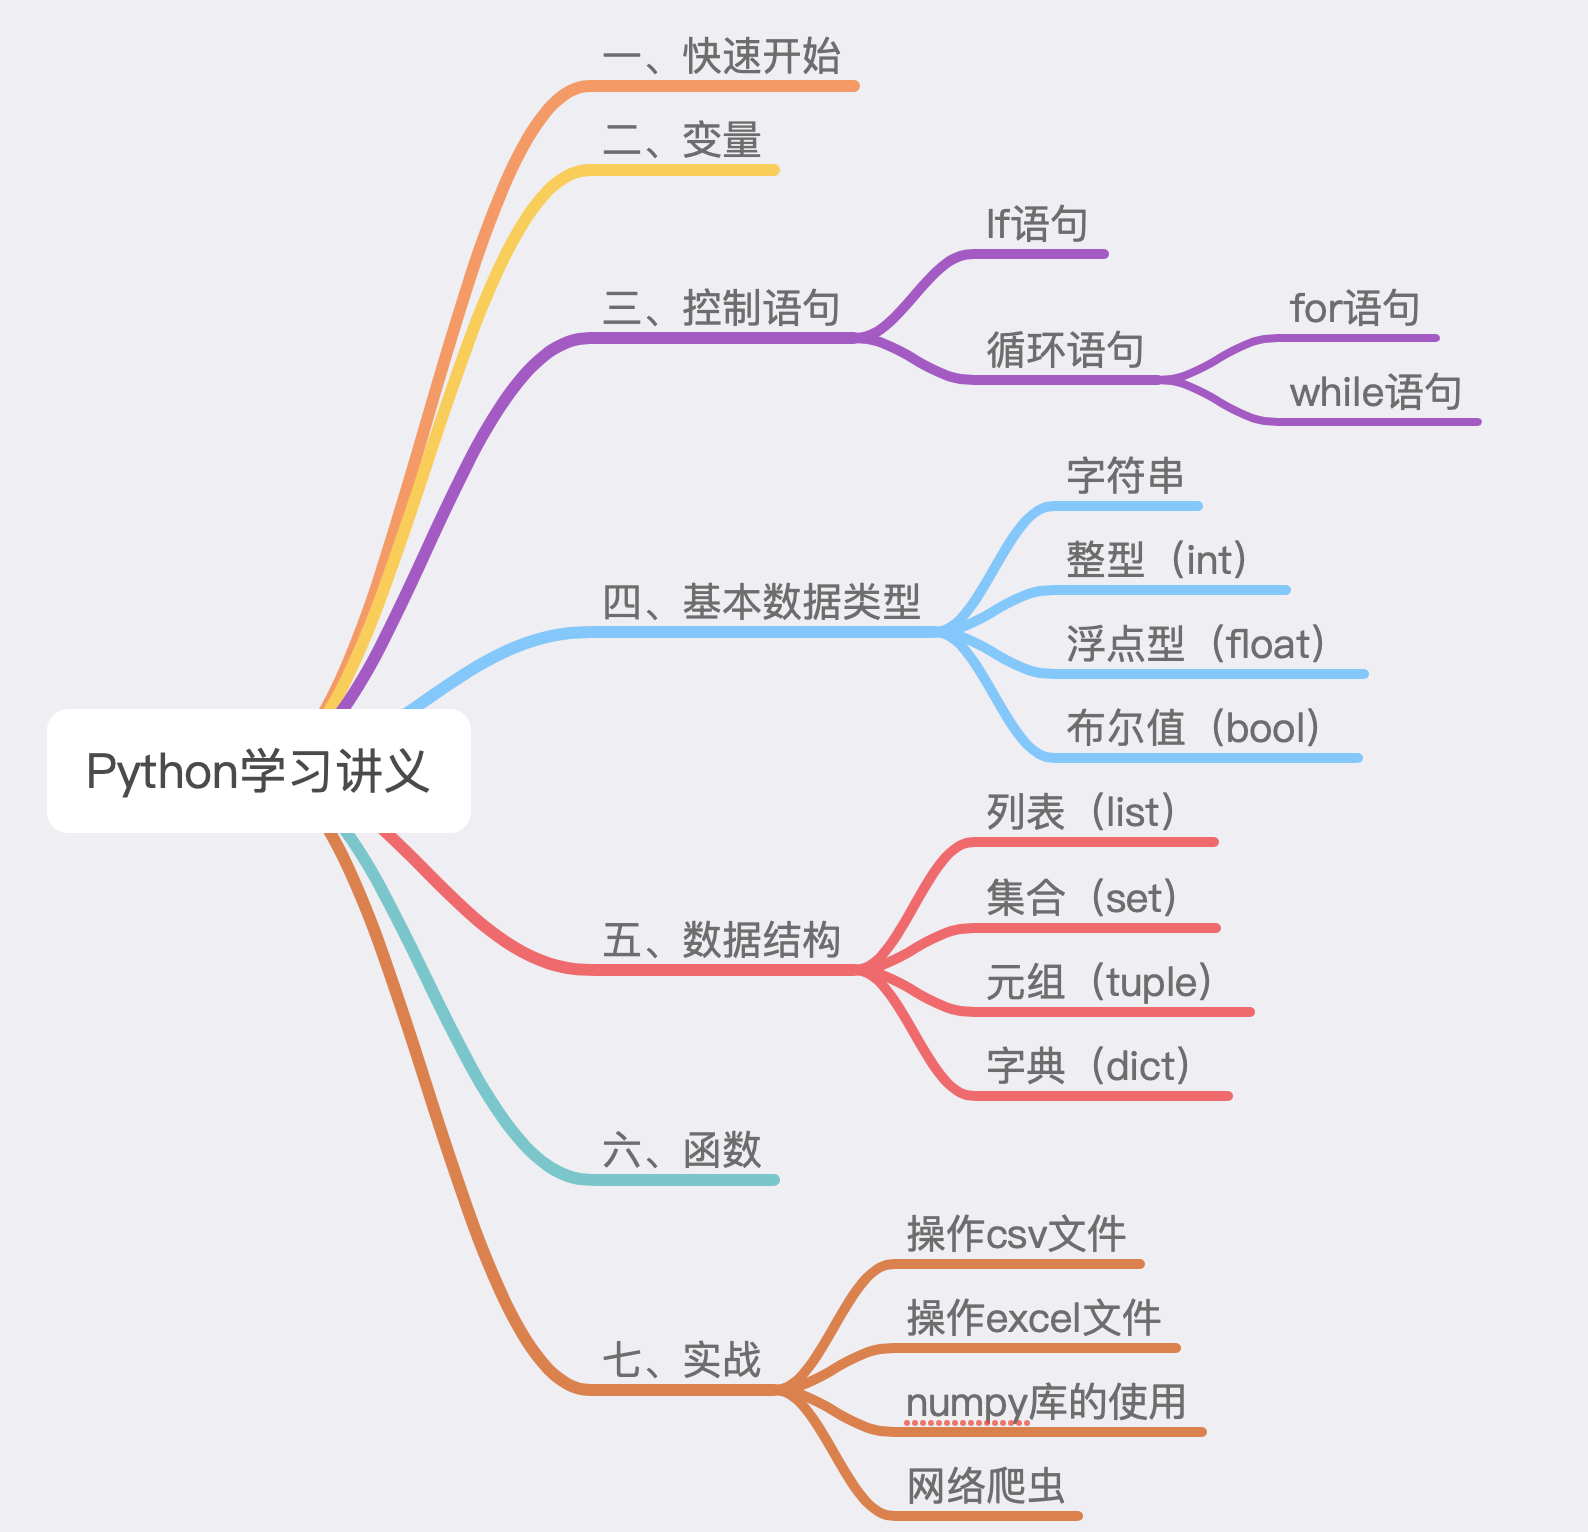 一、快速开始
二、变量
If语句
三、控制语句
for语句
循环语句
while语句
字符串
整型（int）
四、基本数据类型
浮点型（float）
布尔值（bool）
Python学习讲义
列表（list）
集合（set）
五、数据结构
元组（tuple）
字典（dict）
六、函数
操作csv文件
操作excel文件
七、实战
numpy库的使用
网络爬虫